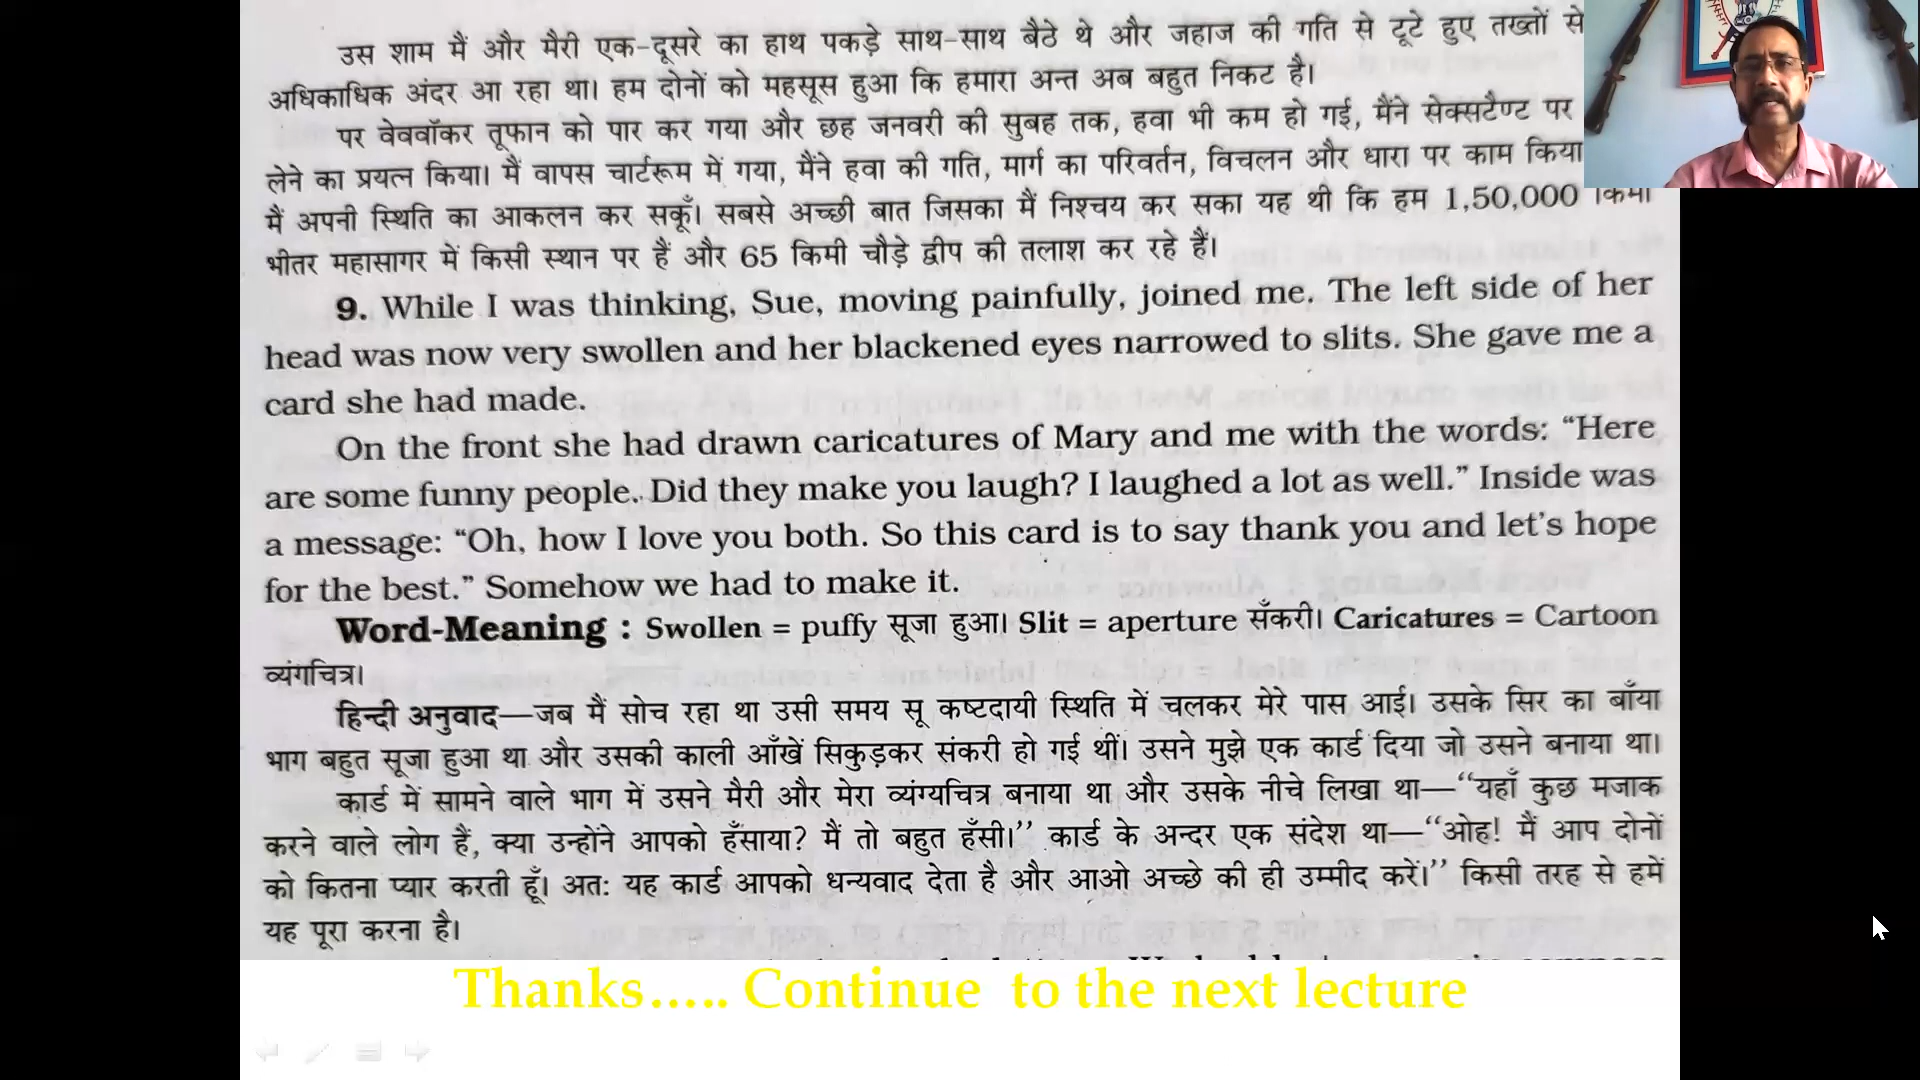 उस शाम मैं और मैरी एक-दूसरे का हाथ पकड़े साथ-साथ बैठे थे और जहाज की गति से टूटे हुए तख्तों से
अधिकाधिक अंदर आ रहा था। हम दोनों को महसूस हुआ कि हमारा अन्त अब बहुत निकट है।
पर वेववॉकर तूफान को पार कर गया और छह जनवरी की सुबह तक, हवा भी कम हो गई, मैंने सेक्सटैण्ट पर
लेने का प्रयत्न किया। मैं वापस चार्टरूम में गया, मैंने हवा की गति, मार्ग का परिवर्तन, विचलन और धारा पर काम किया
मैं अपनी स्थिति का आकलन कर सकूँ। सबसे अच्छी बात जिसका मैं निश्चय कर सका यह थी कि हम 1,50,000 किमी
भीतर महासागर में किसी स्थान पर हैं और 65 किमी चौड़े द्वीप की तलाश कर रहे हैं।
9. While I was thinking, Sue, moving painfully, joined me. The left side of her
head was now very swollen and her blackened eyes narrowed to slits. She gave me a
card she had made.
On the front she had drawn caricatures of Mary and me with the words: “Here
are some funny people. Did they make you laugh? I laughed a lot as well.” Inside was
a message: “Oh, how I love you both. So this card is to say thank you and let’s hope
for the best.” Somehow we had to make it.
Word-Meaning : Swollen = puffy सूजा हुआ। Slit = aperture सँकरी। Caricatures = Cartoon
व्यंगचित्र।
हिन्दी अनुवाद—जब मैं सोच रहा था उसी समय सू कष्टदायी स्थिति में चलकर मेरे पास आई। उसके सिर का बाँया
भाग बहुत सूजा हुआ था और उसकी काली आँखें सिकुड़कर संकरी हो गई थीं। उसने मुझे एक कार्ड दिया जो उसने बनाया था।
कार्ड में सामने वाले भाग में उसने मैरी और मेरा व्यंग्यचित्र बनाया था और उसके नीचे लिखा था—“यहाँ कुछ मजाक
करने वाले लोग हैं, क्या उन्होंने आपको हँसाया? मैं तो बहुत हँसी।” कार्ड के अन्दर एक संदेश था—“ओह! मैं आप दोनों
को कितना प्यार करती हूँ। अत: यह कार्ड आपको धन्यवाद देता है और आओ अच्छे की ही उम्मीद करें।” किसी तरह से हमें
यह पूरा करना है।
Thanks….. Continue to the next lecture